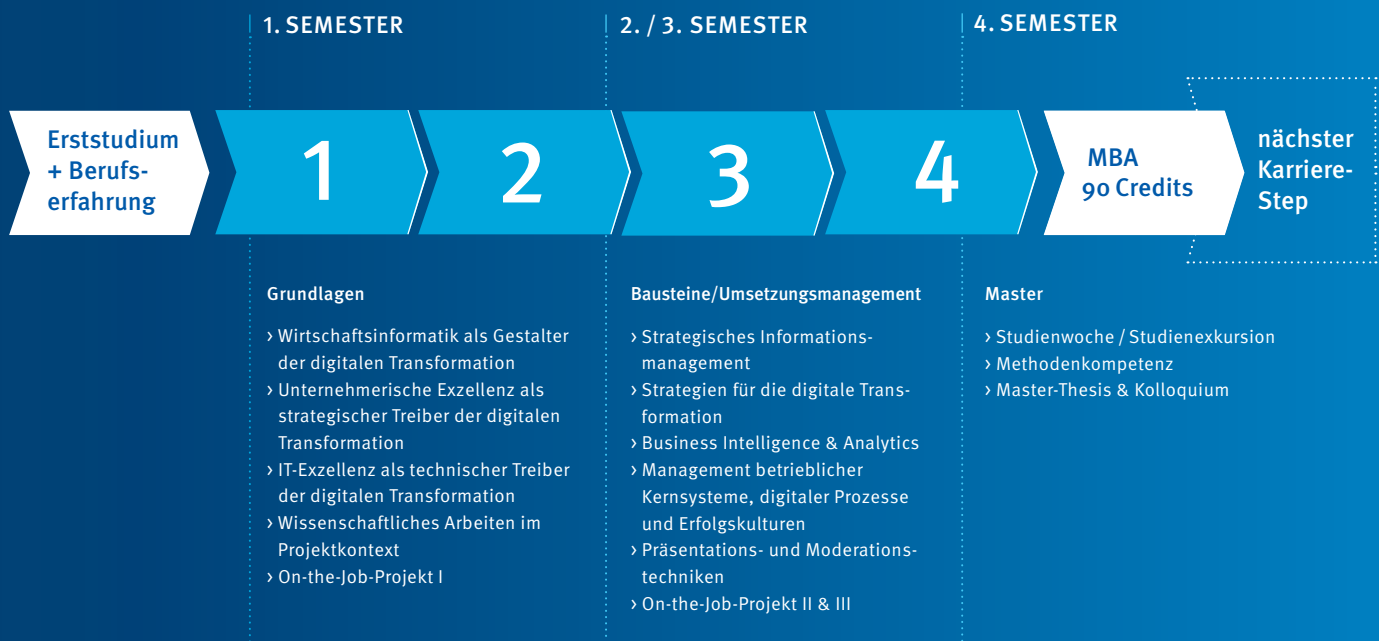 1. SEMESTER
2. / 3. SEMESTER
4. SEMESTER
Erststudium
+ Berufs-
erfahrung
1
2
3
4
MBA
90 Credits
nächster
Karriere-
Step
Grundlagen
› Wirtschaftsinformatik als Gestalter
der digitalen Transformation
› Unternehmerische Exzellenz als
strategischer Treiber der digitalen
Transformation
› IT-Exzellenz als technischer Treiber
der digitalen Transformation
› Wissenschaftliches Arbeiten im
Projektkontext
› On-the-Job-Projekt I
Bausteine/Umsetzungsmanagement
› Strategisches Informations-
management
› Strategien für die digitale Trans-
formation
› Business Intelligence & Analytics
› Management betrieblicher
Kernsysteme, digitaler Prozesse
und Erfolgskulturen
› Präsentations- und Moderations-
techniken
› On-the-Job-Projekt II & III
Master
› Studienwoche / Studienexkursion
› Methodenkompetenz
› Master-Thesis & Kolloquium